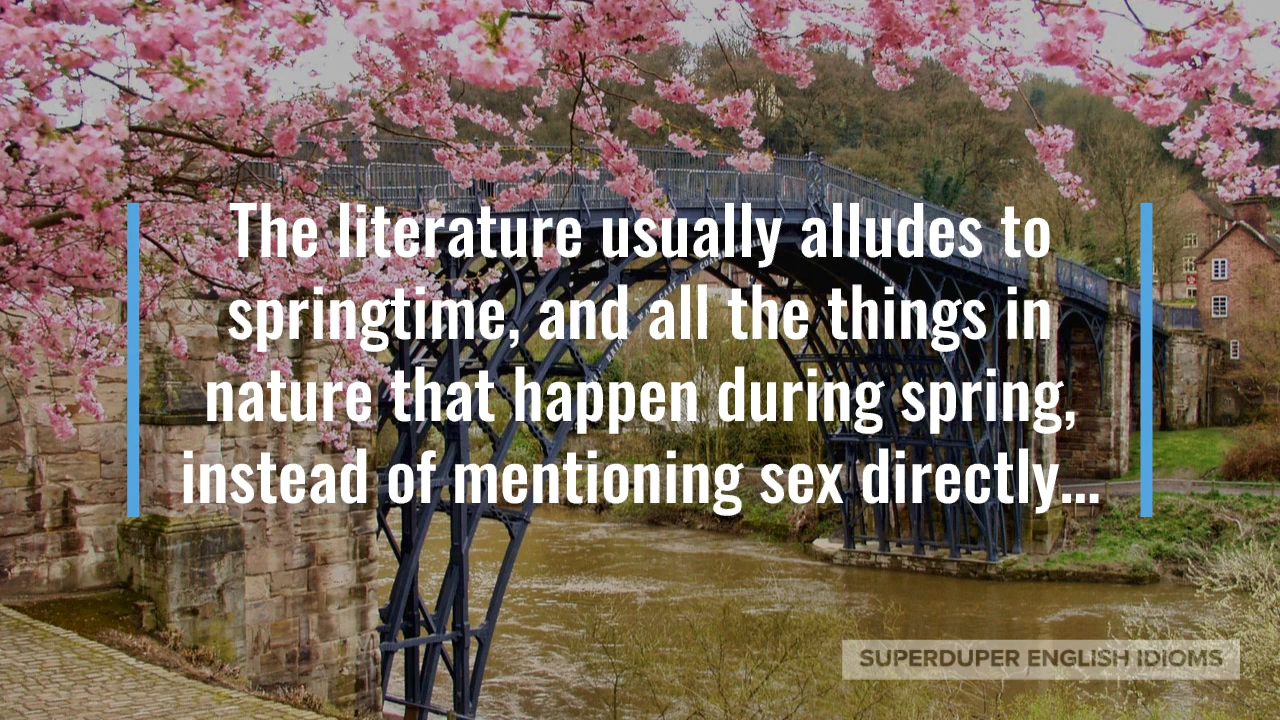 The literature usually alludes to
springtime, and all the things in
nature that happen during spring,
instead of mentioning sex directly...
SUPERDUPER ENGLISH IDIOMS